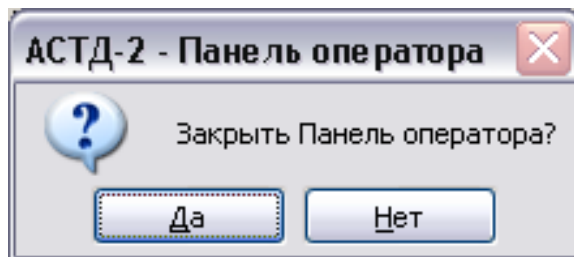 АСТД-2 - Панель оператора
Закрыть Панель оператора?
Да
Нет